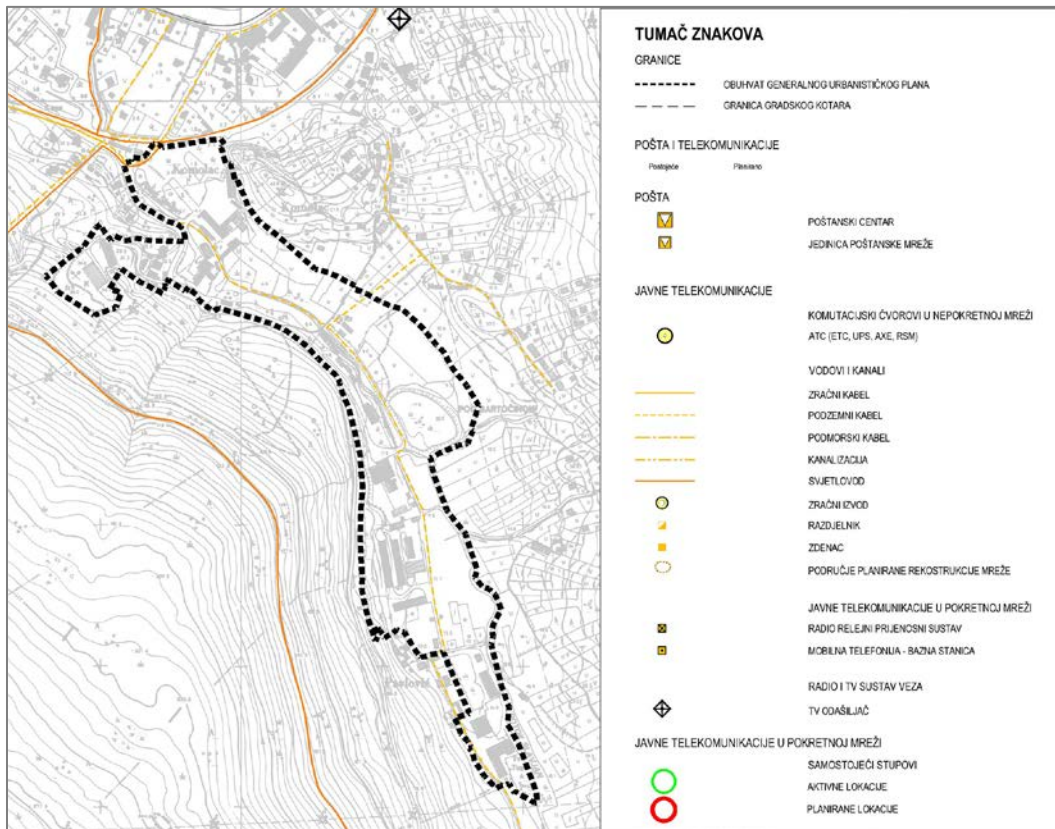 Komolac
Pavlovići
TUMAČ ZNAKOVA
GRANICE
OBUHVAT GENERALNOG URBANISTIČKOG PLANA
GRANICA GRADSKOG KOTARA
POŠTA I TELEKOMUNIKACIJE
Postojeće Planirano
POŠTA
POŠTANSKI CENTAR
JEDINICA POŠTANSKE MREŽE
JAVNE TELEKOMUNIKACIJE
KOMUTACIJSKI ČVOROVI U NEPOKRETNOJ MREŽI
ATC (ETC, UPS, AXE, RSM)
VODOVI I KANALI
ZRAČNI KABEL
PODZEMNI KABEL
PODMORSKI KABEL
KANALIZACIJA
SVJETLOVOD
ZRAČNI IZVOD
RAZDJELNIK
ZDENAC
PODRUČJE PLANIRANE REKOSTRUKCIJE MREŽE
JAVNE TELEKOMUNIKACIJE U POKRETNOJ MREŽI
RADIO RELEJNI PRIJENOSNI SUSTAV
MOBILNA TELEFONIJA - BAZNA STANICA
RADIO I TV SUSTAV VEZA
TV ODAŠILJAČ
JAVNE TELEKOMUNIKACIJE U POKRETNOJ MREŽI
SAMOSTOJEĆI STUPOVI
AKTIVNE LOKACIJE
PLANIRANE LOKACIJE